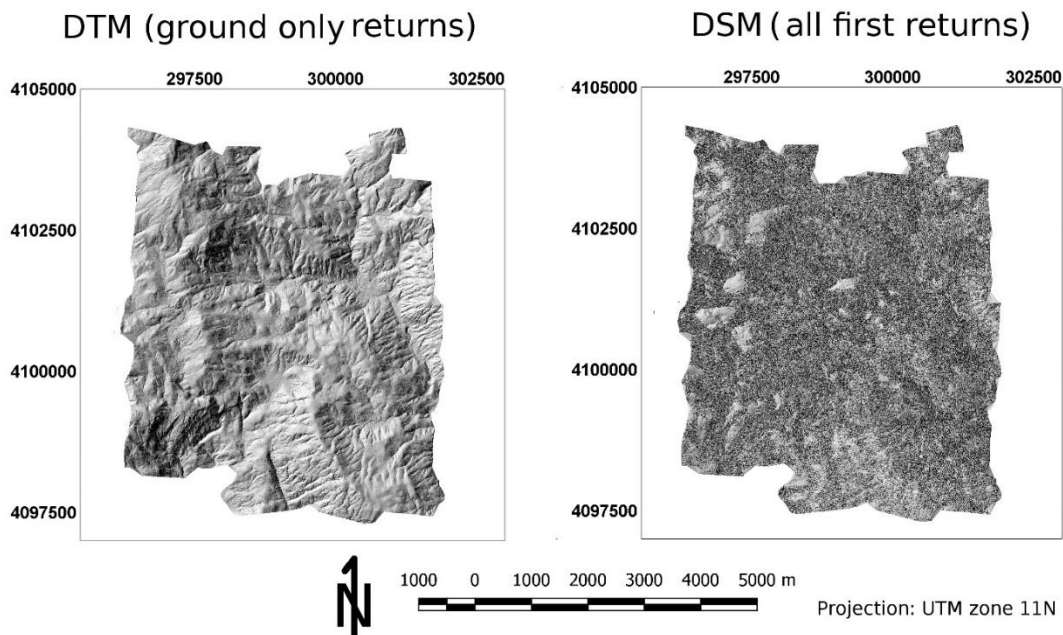 DTM (ground only returns)
DSM (all first returns)
297500 300000 302500
4105000
4102500
4100000
4097500
297500 300000 302500
4105000
4102500
4100000
4097500
N
1000 0 1000 2000 3000 4000 5000 m
Projection: UTM zone 11N